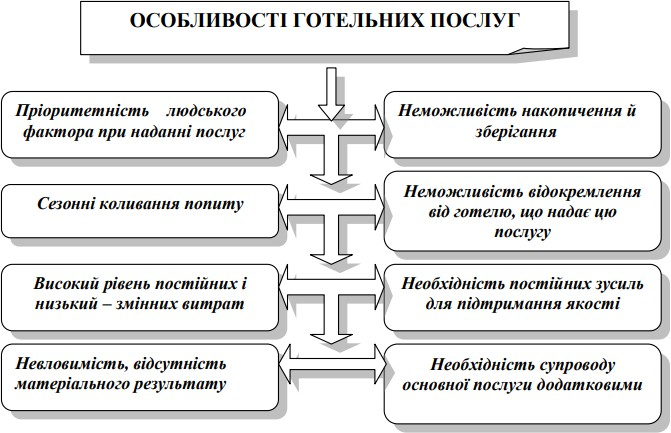 ОСОБЛИВОСТІ ГОТЕЛЬНИХ ПОСЛУГ
Пріоритетність людського
фактора при наданні послуг
Неможливість накопичення й
зберігання
Сезонні коливання попиту
Неможливість відокремлення
від готелю, що надає цю
послугу
Високий рівень постійних і
низький – змінних витрат
Необхідність постійних зусиль
для підтримання якості
Невловимість, відсутність
матеріального результату
Необхідність супроводу
основної послуги додатковими